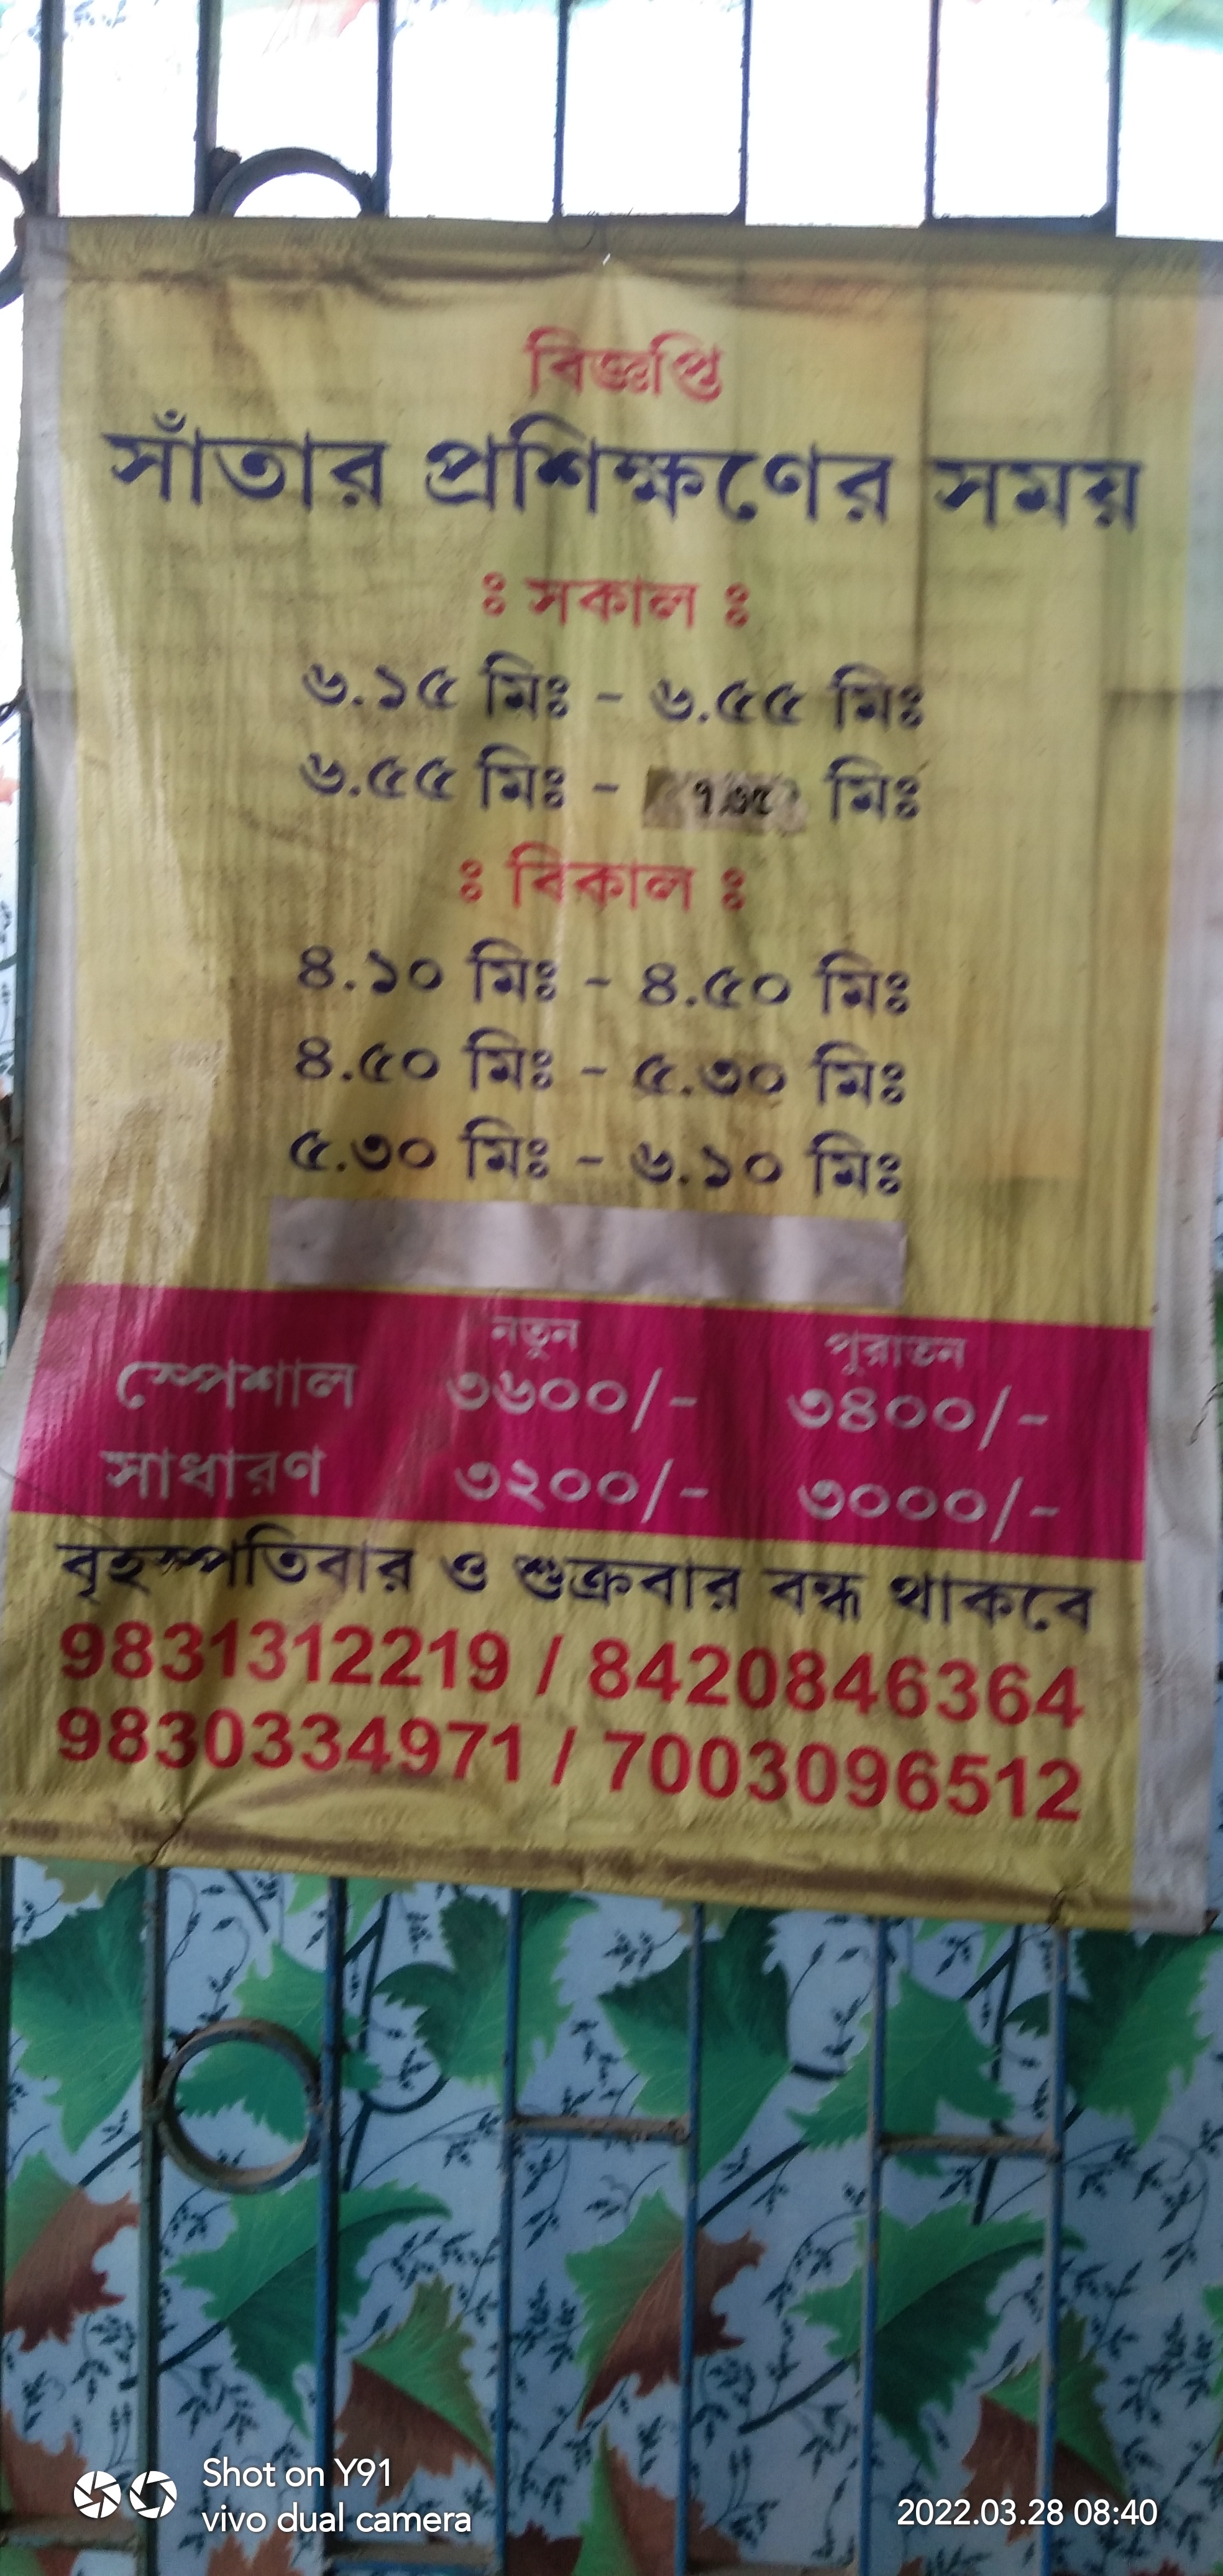 বিজ্ঞপ্তি
সাঁতার প্রশিক্ষণের সময়
ঃ সকাল ঃ
৬.১৫ মিঃ - ৬.৫৫ মিঃ
৬.৫৫ মিঃ - ৭.৩৫ মিঃ
ঃ বিকাল ঃ
৪.১০ মিঃ - ৪.৫০ মিঃ
৪.৫০ মিঃ - ৫.৩০ মিঃ
৫.৩০ মিঃ - ৬.১০ মিঃ
নতুন পুরাতন
স্পেশাল ৩৬০০/- ৩৪০০/-
সাধারণ ৩২০০/- ৩০০০/-
বৃহস্পতিবার ও শুক্রবার বন্ধ থাকবে
9831312219 / 8420846364
9830334971 / 7003096512
Shot on Y91
vivo dual camera
2022.03.28 08:40